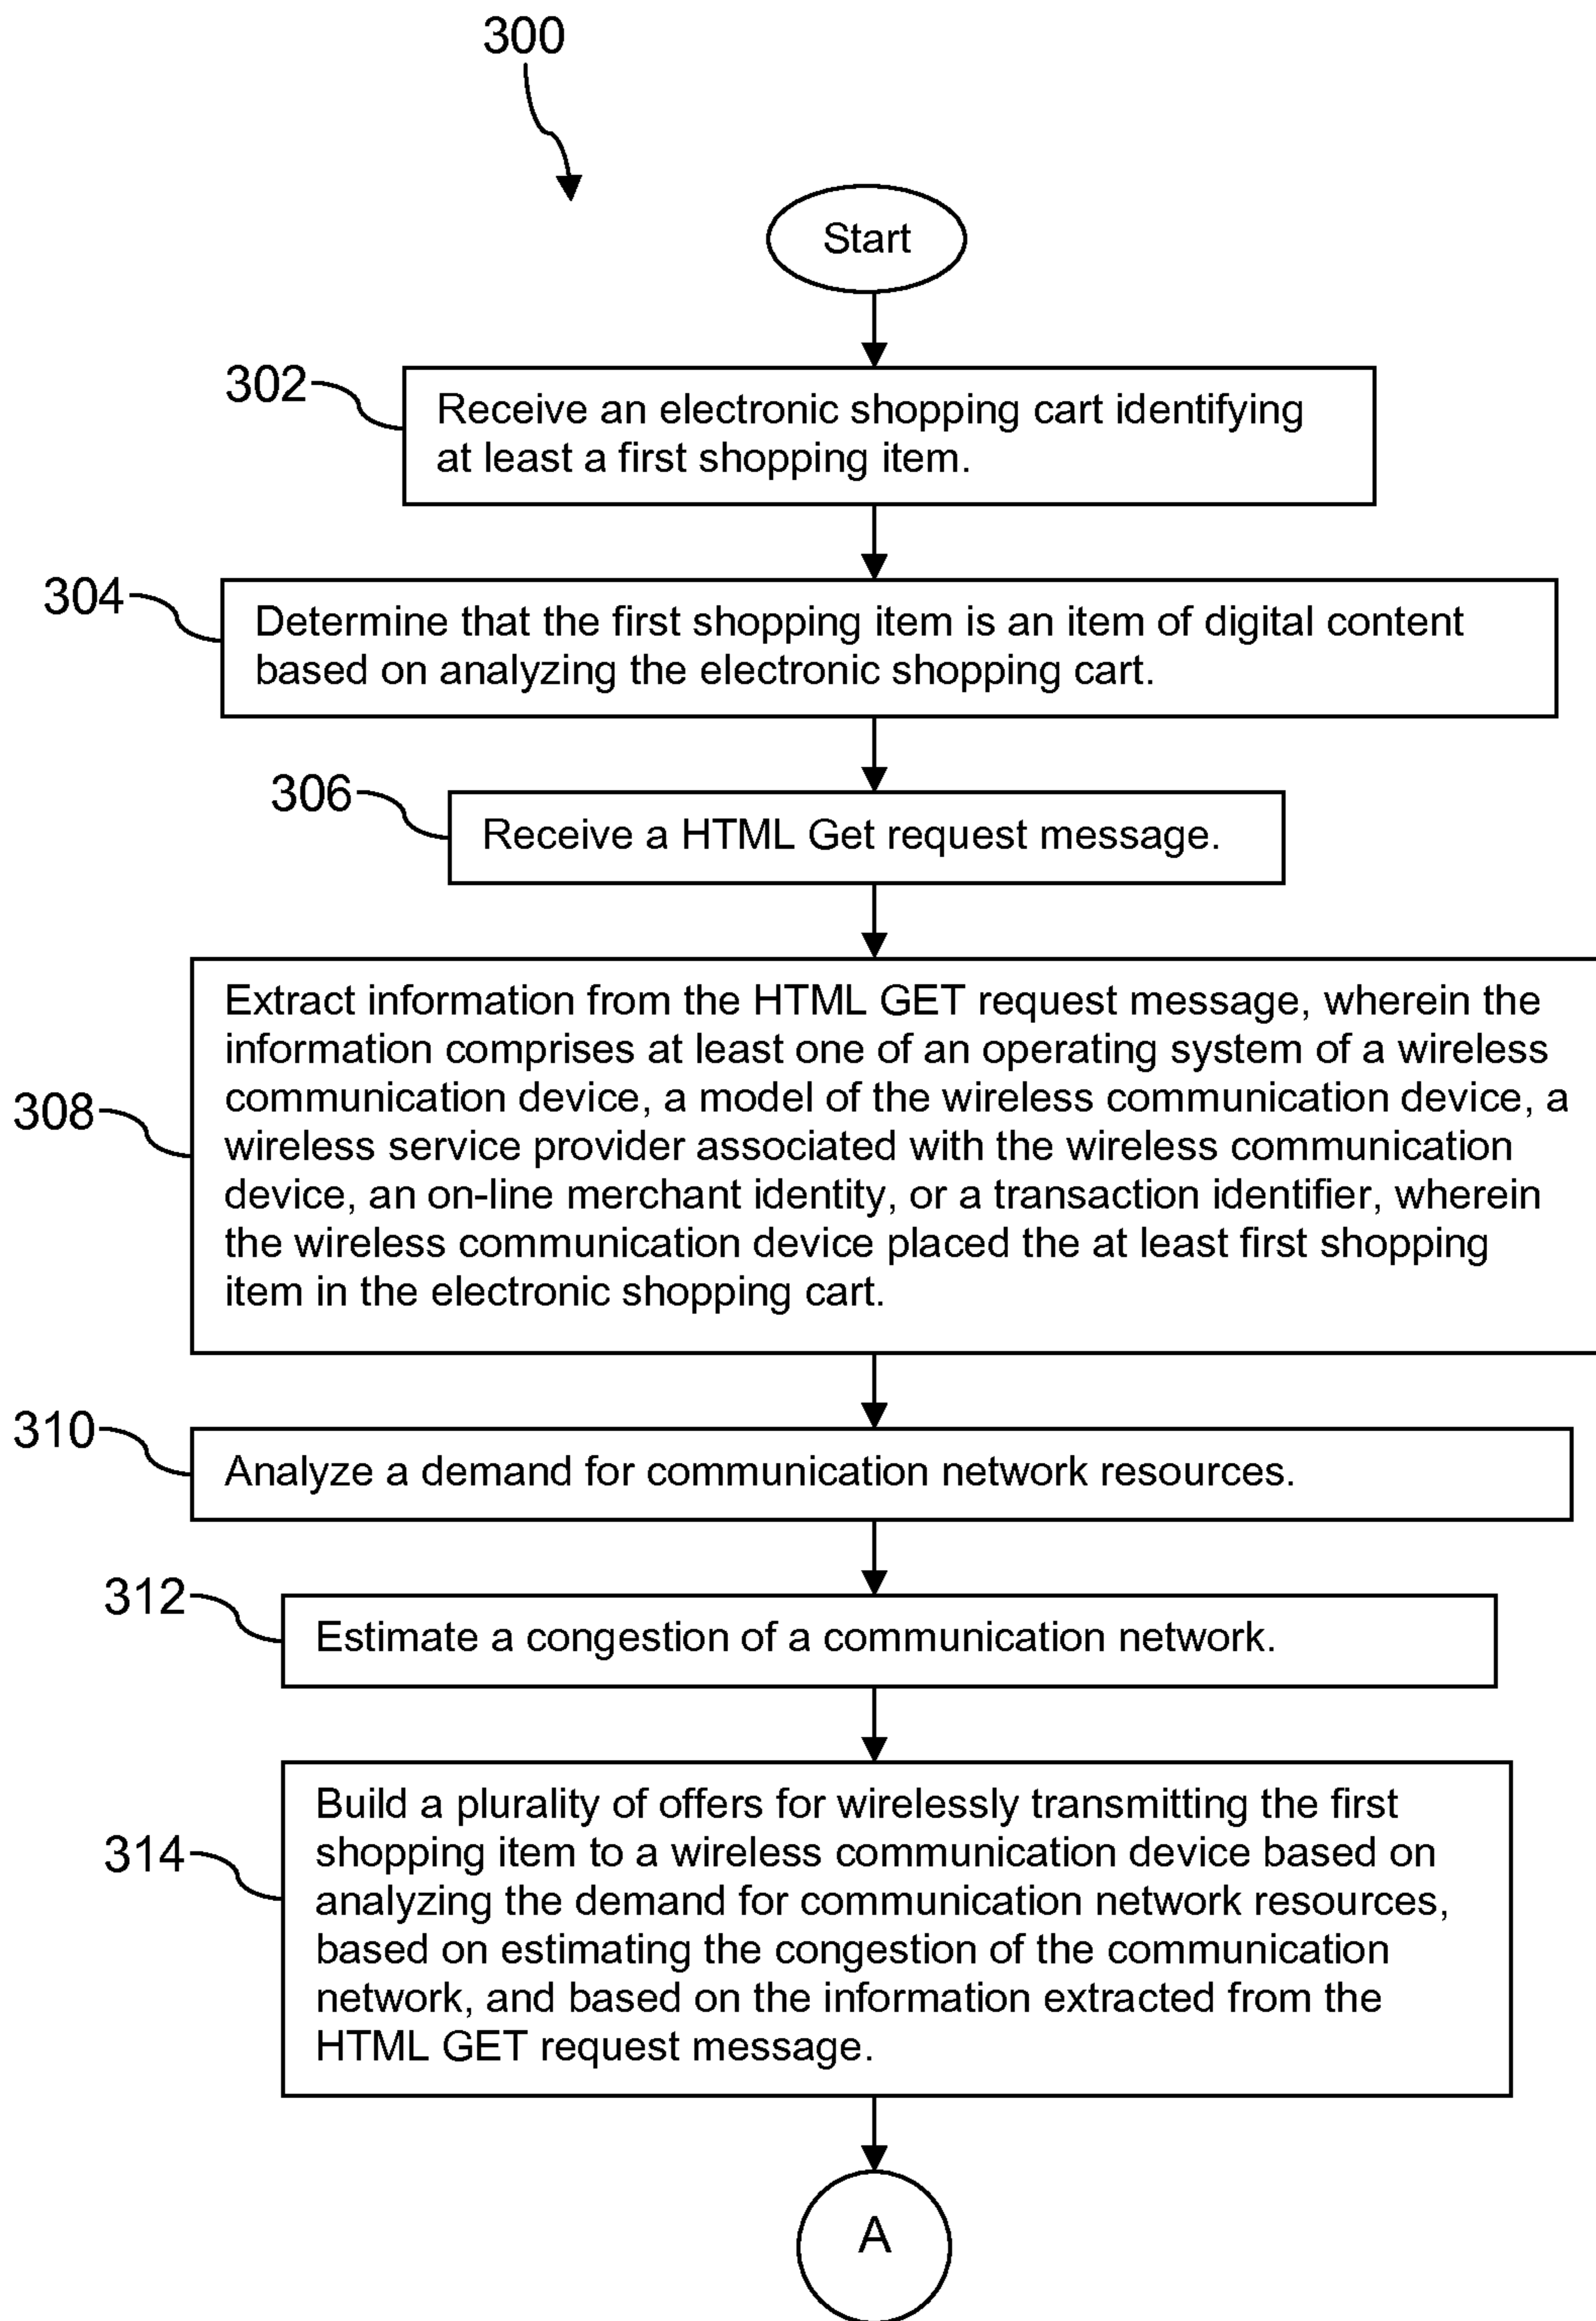 300
Start
302
Receive an electronic shopping cart identifying
at least a first shopping item.
304
Determine that the first shopping item is an item of digital content
based on analyzing the electronic shopping cart.
306
Receive a HTML Get request message.
308
Extract information from the HTML GET request message, wherein the
information comprises at least one of an operating system of a wireless
communication device, a model of the wireless communication device, a
wireless service provider associated with the wireless communication
device, an on-line merchant identity, or a transaction identifier, wherein
the wireless communication device placed the at least first shopping
item in the electronic shopping cart.
310
Analyze a demand for communication network resources.
312
Estimate a congestion of a communication network.
314
Build a plurality of offers for wirelessly transmitting the first
shopping item to a wireless communication device based on
analyzing the demand for communication network resources,
based on estimating the congestion of the communication
network, and based on the information extracted from the
HTML GET request message.
A